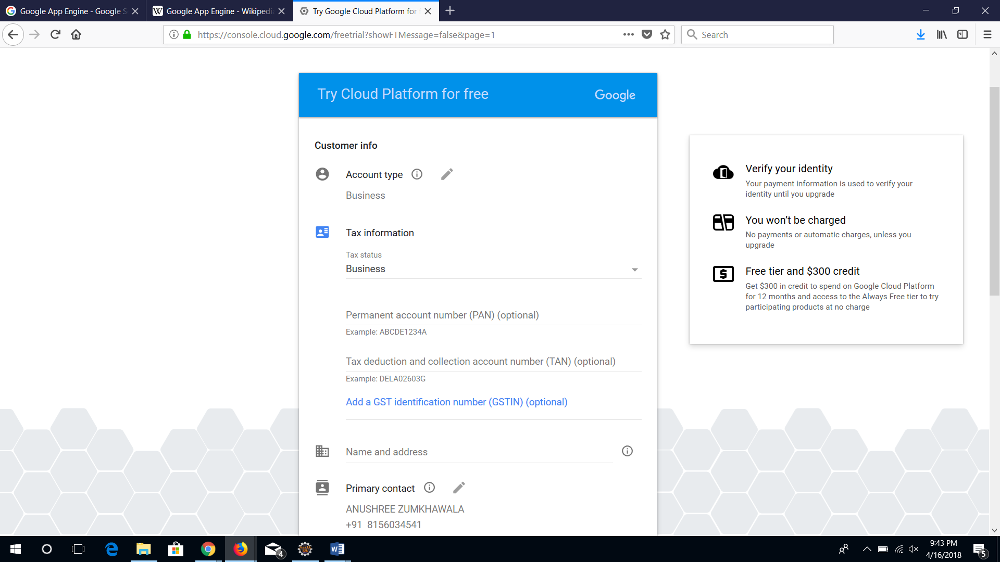 Google App Engine - Google S
Google App Engine - Wikipedia
Try Google Cloud Platform for f
https://console.cloud.google.com/freetrial?showFTMessage=false&page=1
Search
Try Cloud Platform for free
Google
Customer info
Account type
Business
Tax information
Tax status
Business
Permanent account number (PAN) (optional)
Example: ABCDE1234A
Tax deduction and collection account number (TAN) (optional)
Example: DELA02603G
Add a GST identification number (GSTIN) (optional)
Name and address
Primary contact
ANUSHREE ZUMKHAWALA
+91 8156034541
Verify your identity
Your payment information is used to verify your
identity until you upgrade
You won’t be charged
No payments or automatic charges, unless you
upgrade
Free tier and $300 credit
Get $300 in credit to spend on Google Cloud Platform
for 12 months and access to the Always Free tier to try
participating products at no charge
4
9:43 PM
4/16/2018
5